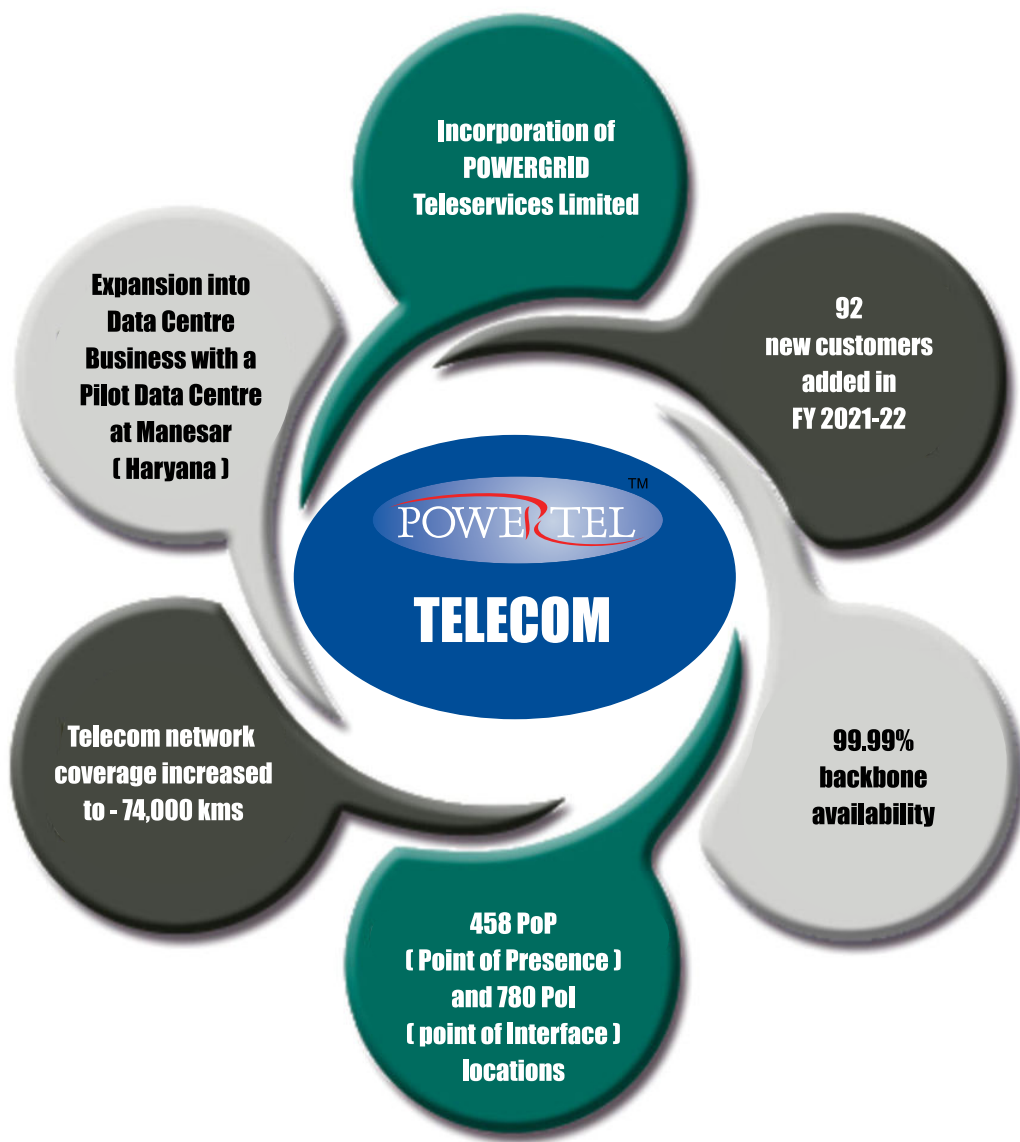 Incorporation of
POWERGRID
Teleservices Limited
92
new customers
added in
FY 2021-22
99.99%
backbone
availability
458 PoP
( Point of Presence )
and 780 PoI
( point of Interface )
locations
Telecom network
coverage increased
to - 74,000 kms
Expansion into
Data Centre
Business with a
Pilot Data Centre
at Manesar
( Haryana )
POWERTEL TM
TELECOM